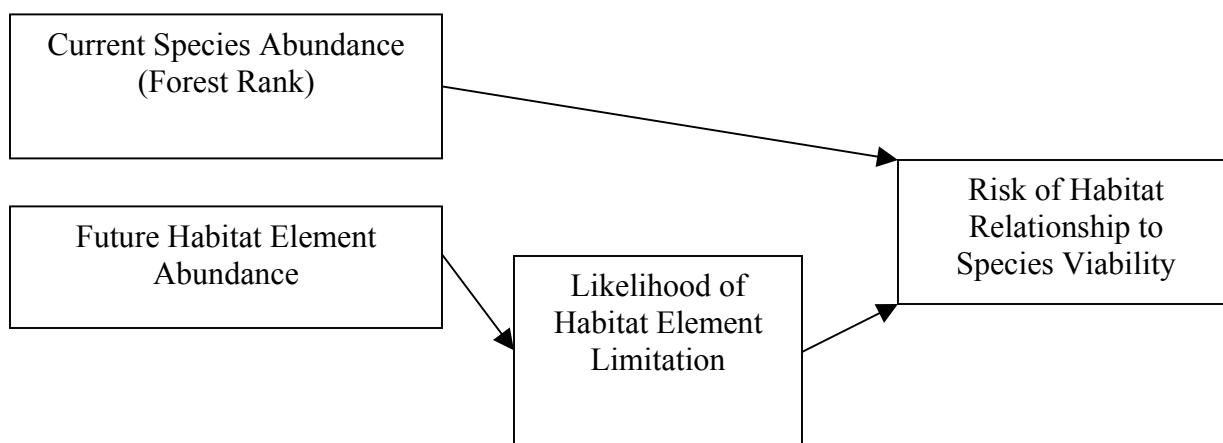 Current Species Abundance
(Forest Rank)
Future Habitat Element
Abundance
Likelihood of
Habitat Element
Limitation
Risk of Habitat
Relationship to
Species Viability